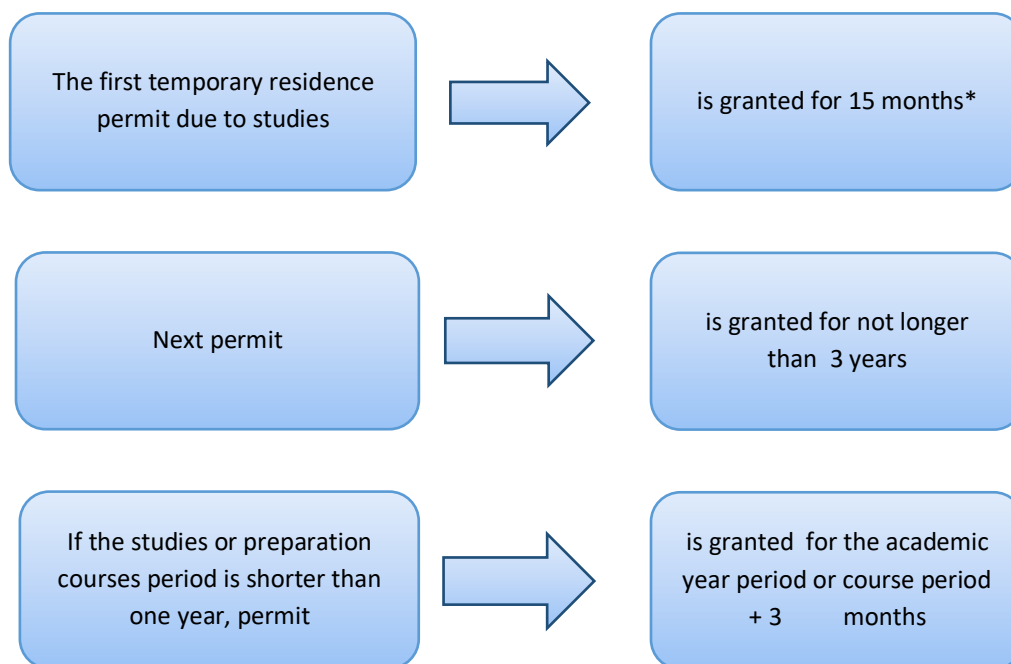 The first temporary residence
permit due to studies
is granted for 15 months*
Next permit
is granted for not longer
than 3 years
If the studies or preparation
courses period is shorter than
one year, permit
is granted for the academic
year period or course period
+ 3 months